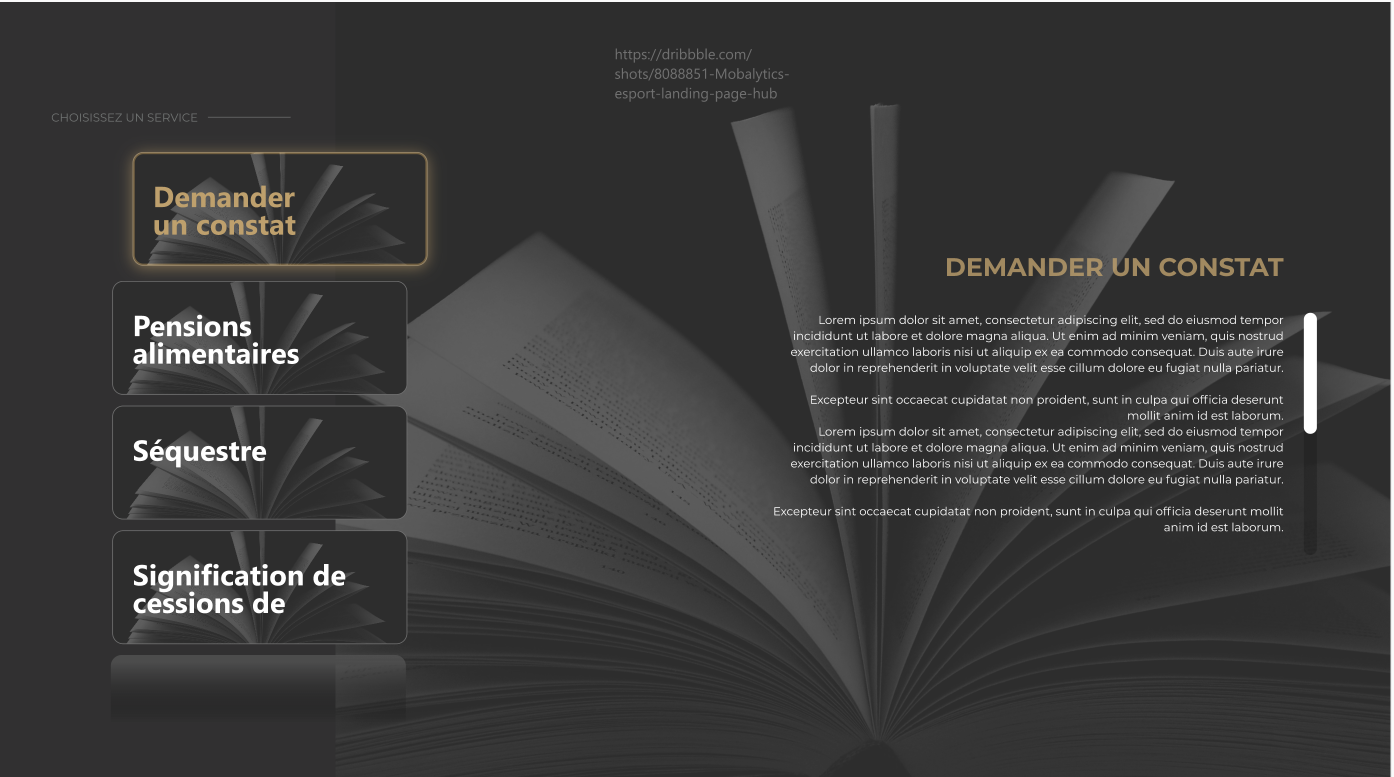 https://dribbble.com/
shots/8088851-Mobalytics-
esport-landing-page-hub
CHOISISSEZ UN SERVICE
Demander
un constat
Pensions
alimentaires
Séquestre
Signification de
cessions de
DEMANDER UN CONSTAT
Lorem ipsum dolor sit amet, consectetur adipiscing elit, sed do eiusmod tempor
incididunt ut labore et dolore magna aliqua. Ut enim ad minim veniam, quis nostrud
exercitation ullamco laboris nisi ut aliquip ex ea commodo consequat. Duis aute irure
dolor in reprehenderit in voluptate velit esse cillum dolore eu fugiat nulla pariatur.
Excepteur sint occaecat cupidatat non proident, sunt in culpa qui officia deserunt
mollit anim id est laborum.
Lorem ipsum dolor sit amet, consectetur adipiscing elit, sed do eiusmod tempor
incididunt ut labore et dolore magna aliqua. Ut enim ad minim veniam, quis nostrud
exercitation ullamco laboris nisi ut aliquip ex ea commodo consequat. Duis aute irure
dolor in reprehenderit in voluptate velit esse cillum dolore eu fugiat nulla pariatur.
Excepteur sint occaecat cupidatat non proident, sunt in culpa qui officia deserunt mollit
anim id est laborum.